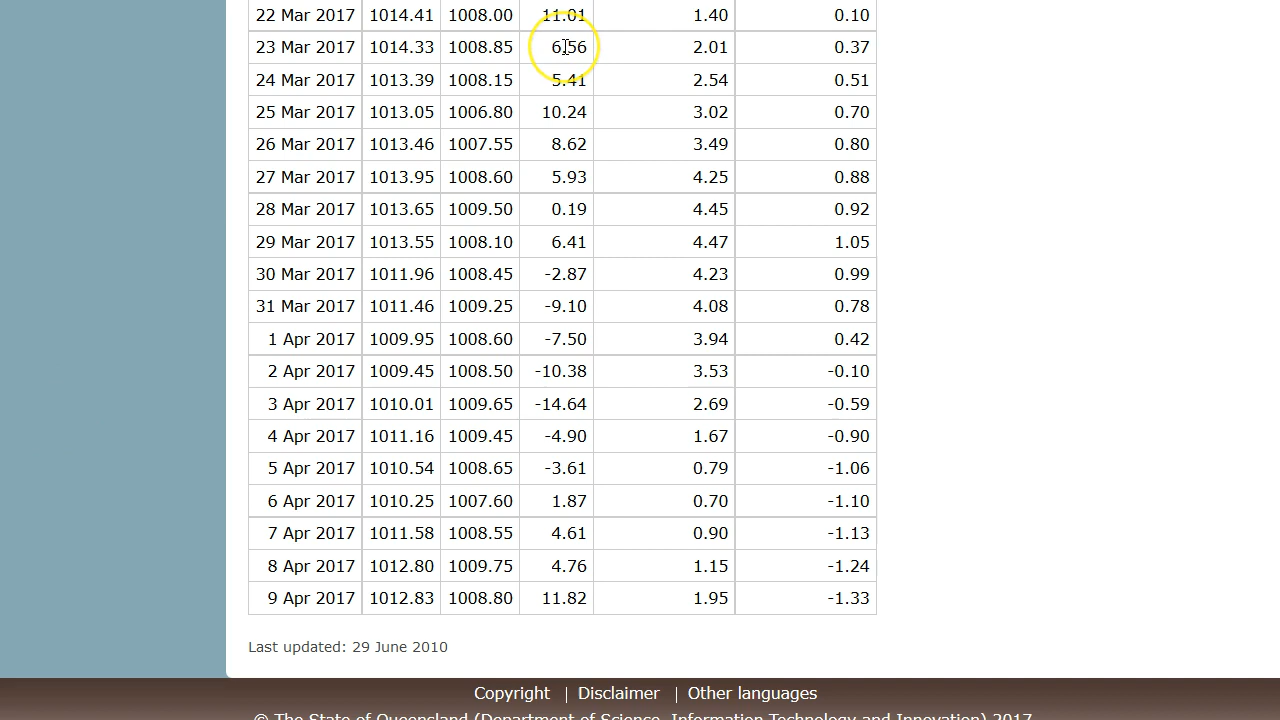 22 Mar 2017 1014.41 1008.00 11.01 1.40 0.10
23 Mar 2017 1014.33 1008.85 6.56 2.01 0.37
24 Mar 2017 1013.39 1008.15 5.41 2.54 0.51
25 Mar 2017 1013.05 1006.80 10.24 3.02 0.70
26 Mar 2017 1013.46 1007.55 8.62 3.49 0.80
27 Mar 2017 1013.95 1008.60 5.93 4.25 0.88
28 Mar 2017 1013.65 1009.50 0.19 4.45 0.92
29 Mar 2017 1013.55 1008.10 6.41 4.47 1.05
30 Mar 2017 1011.96 1008.45 -2.87 4.23 0.99
31 Mar 2017 1011.46 1009.25 -9.10 4.08 0.78
1 Apr 2017 1009.95 1008.60 -7.50 3.94 0.42
2 Apr 2017 1009.45 1008.50 -10.38 3.53 -0.10
3 Apr 2017 1010.01 1009.65 -14.64 2.69 -0.59
4 Apr 2017 1011.16 1009.45 -4.90 1.67 -0.90
5 Apr 2017 1010.54 1008.65 -3.61 0.79 -1.06
6 Apr 2017 1010.25 1007.60 1.87 0.70 -1.10
7 Apr 2017 1011.58 1008.55 4.61 0.90 -1.13
8 Apr 2017 1012.80 1009.75 4.76 1.15 -1.24
9 Apr 2017 1012.83 1008.80 11.82 1.95 -1.33
Last updated: 29 June 2010
Copyright | Disclaimer | Other languages
© The State of Queensland (Department of Science, Information Technology and Innovation) 2017